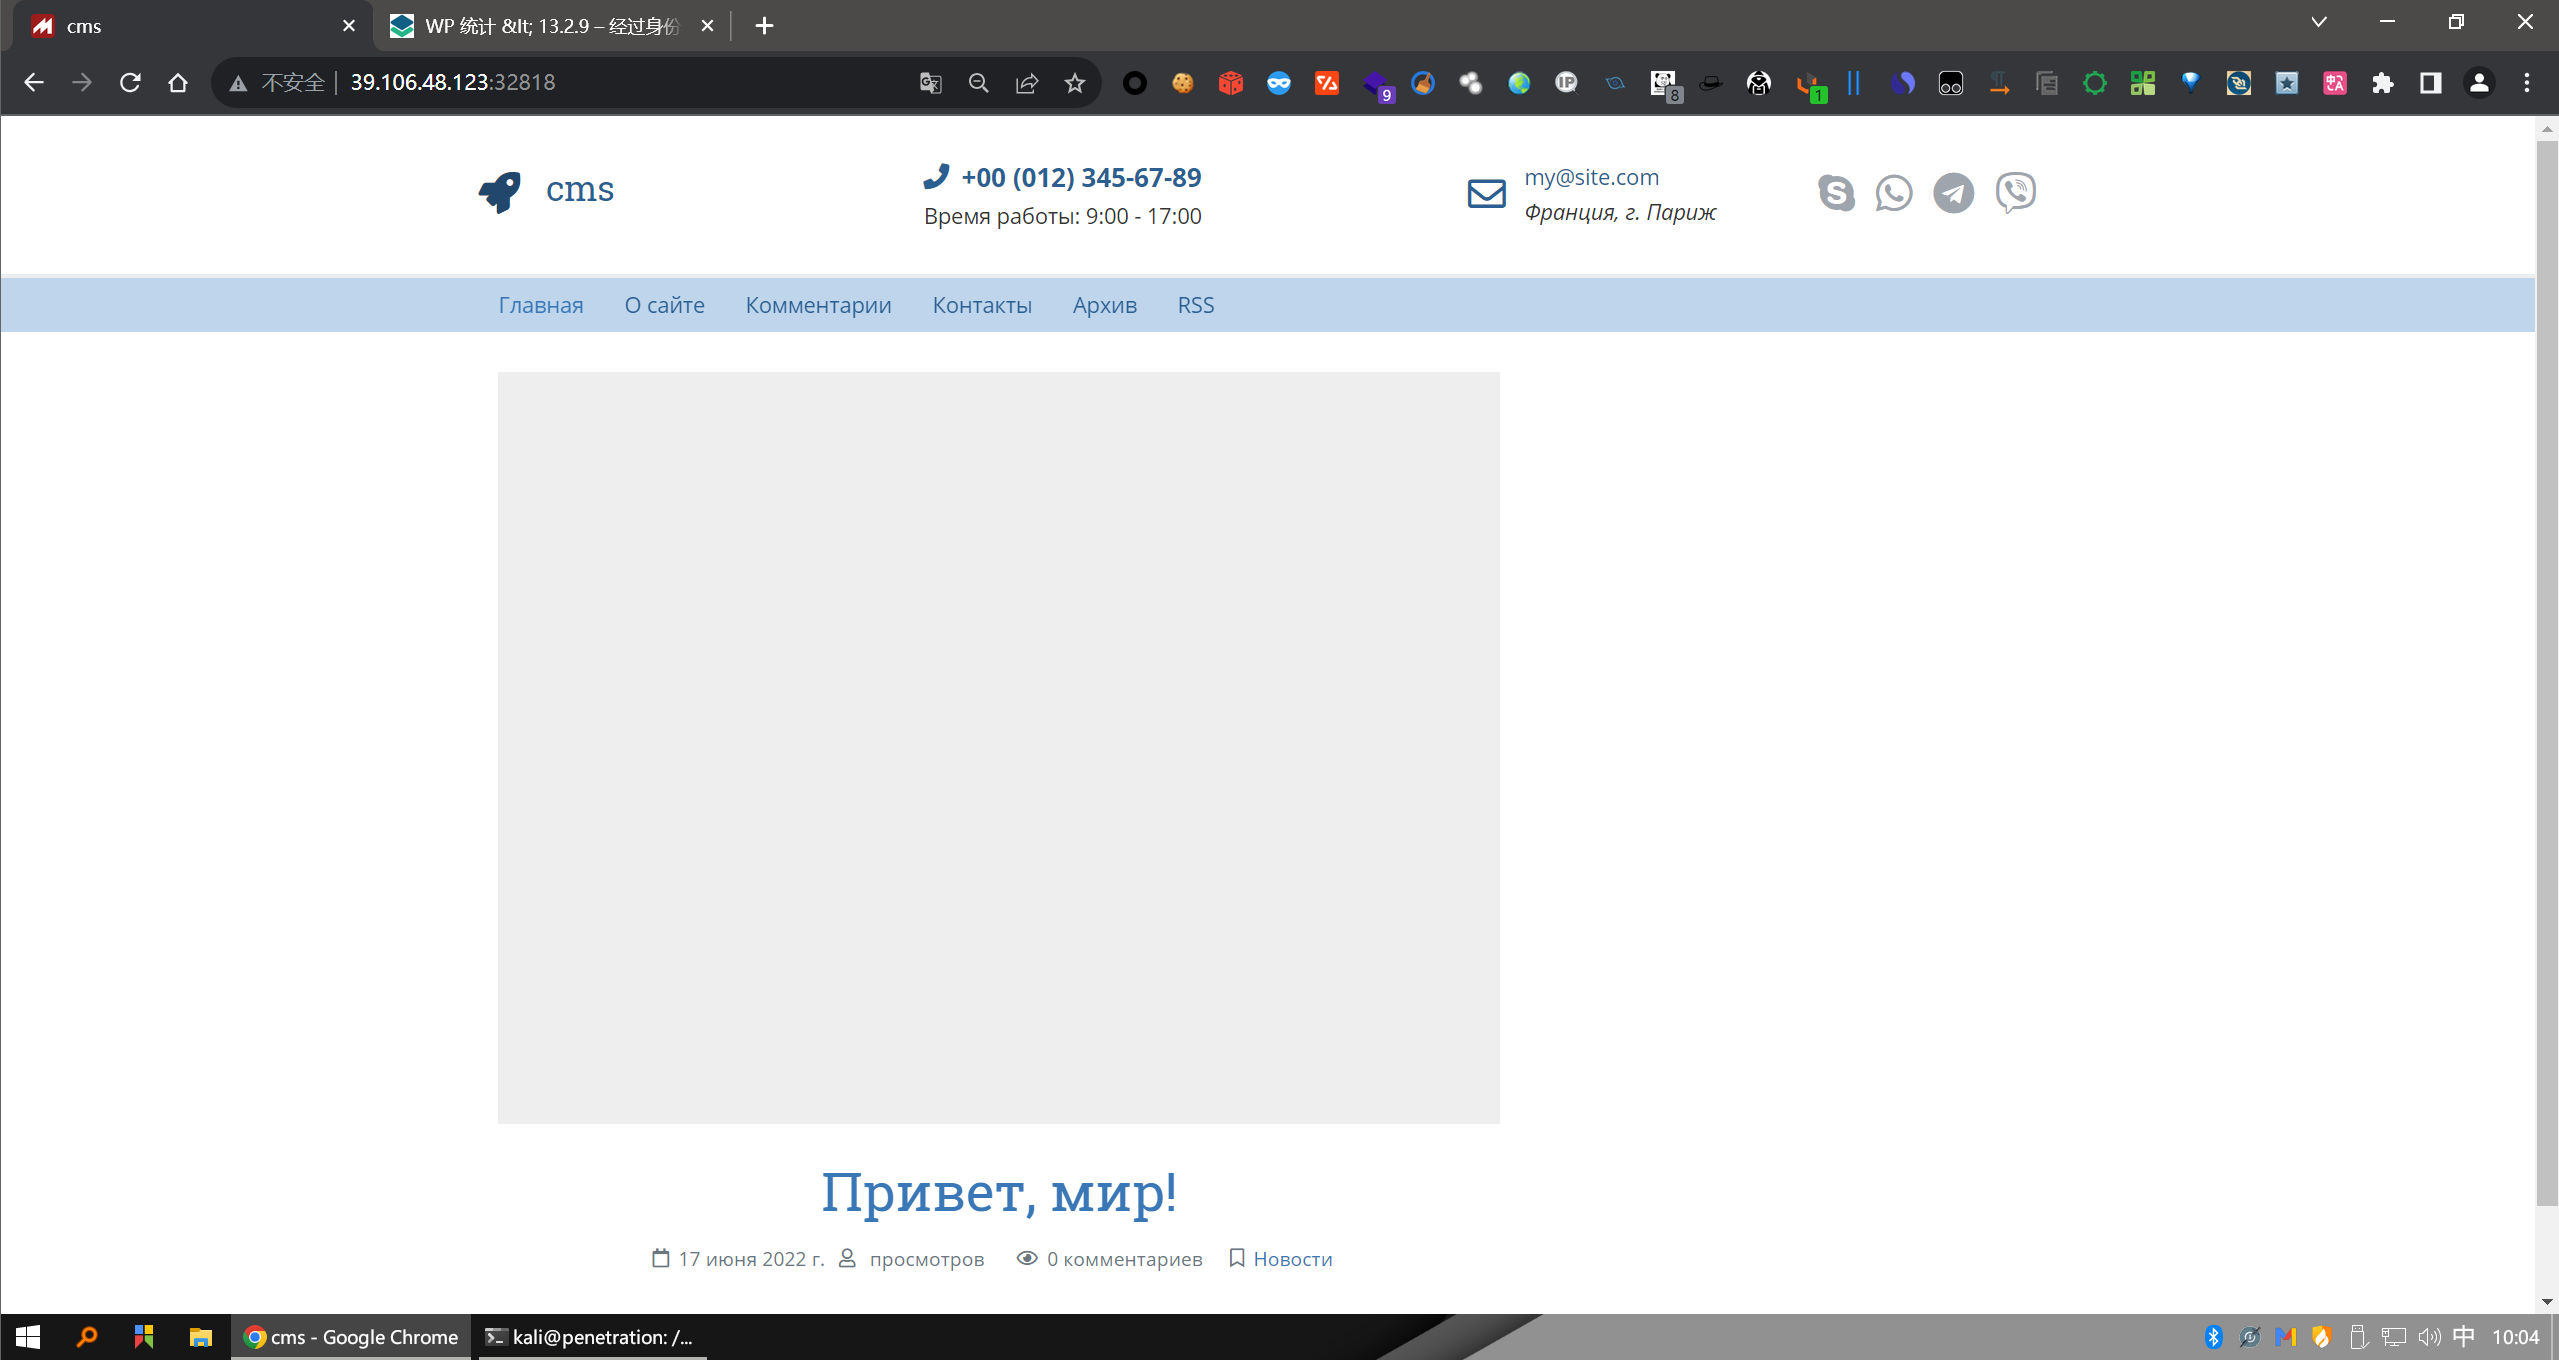 cms
WP 统计 &lt; 13.2.9 – 经过身份
不安全
39.106.48.123:32818
9
8
1
cms
+00 (012) 345-67-89
Время работы: 9:00 - 17:00
my@site.com
Франция, г. Париж
Главная
О сайте
Комментарии
Контакты
Архив
RSS
Привет, мир!
17 июня 2022 г.
просмотров
0 комментариев
Новости
cms - Google Chrome
kali@penetration: /...
中
10:04